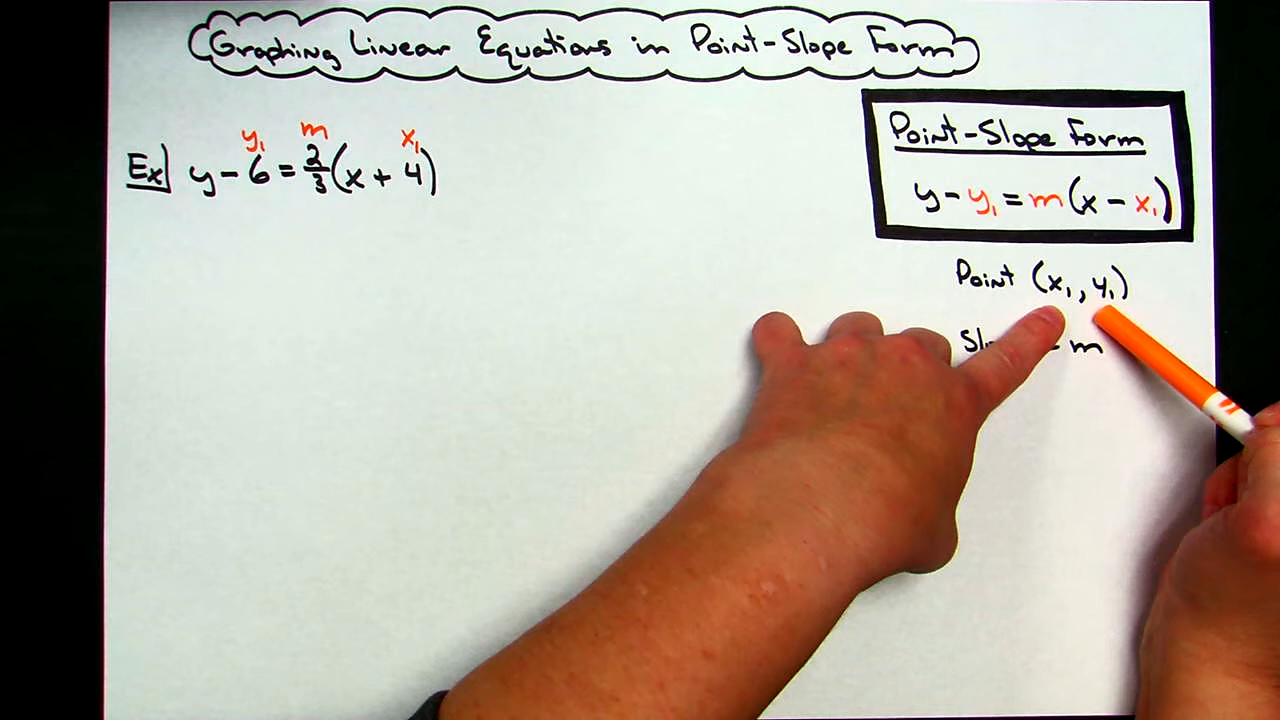 Graphing Linear Equations in Point-Slope Form
y₁ m x₁
Ex] y - 6 = 2/3 (x + 4)
Point-Slope Form
y - y₁ = m(x - x₁)
Point (x₁, y₁)
m